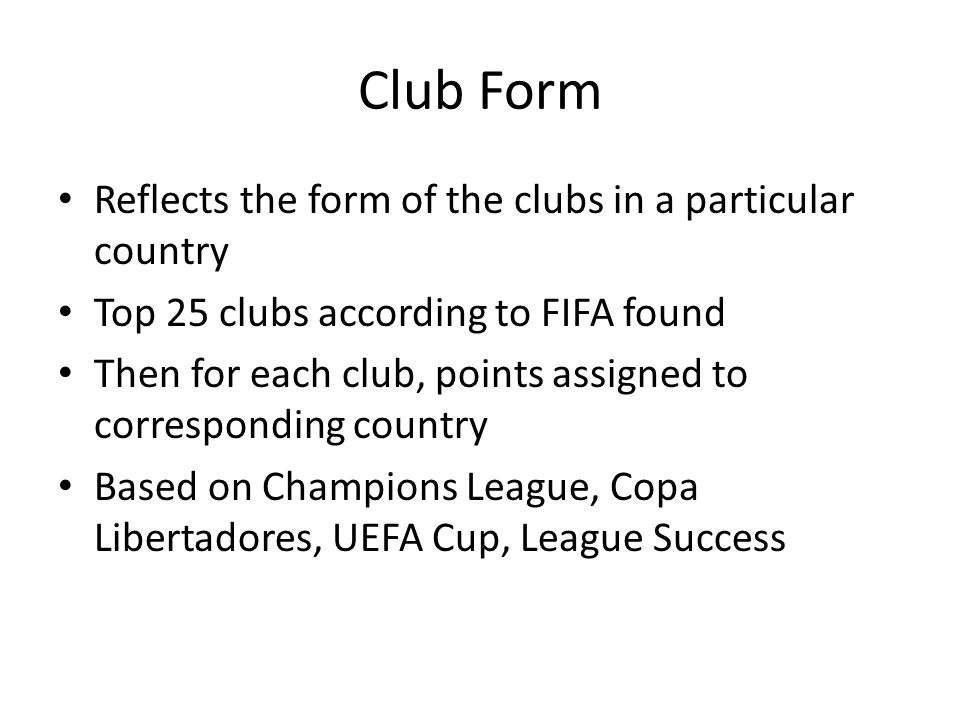 Club Form
• Reflects the form of the clubs in a particular
country
• Top 25 clubs according to FIFA found
• Then for each club, points assigned to
corresponding country
• Based on Champions League, Copa
Libertadores, UEFA Cup, League Success